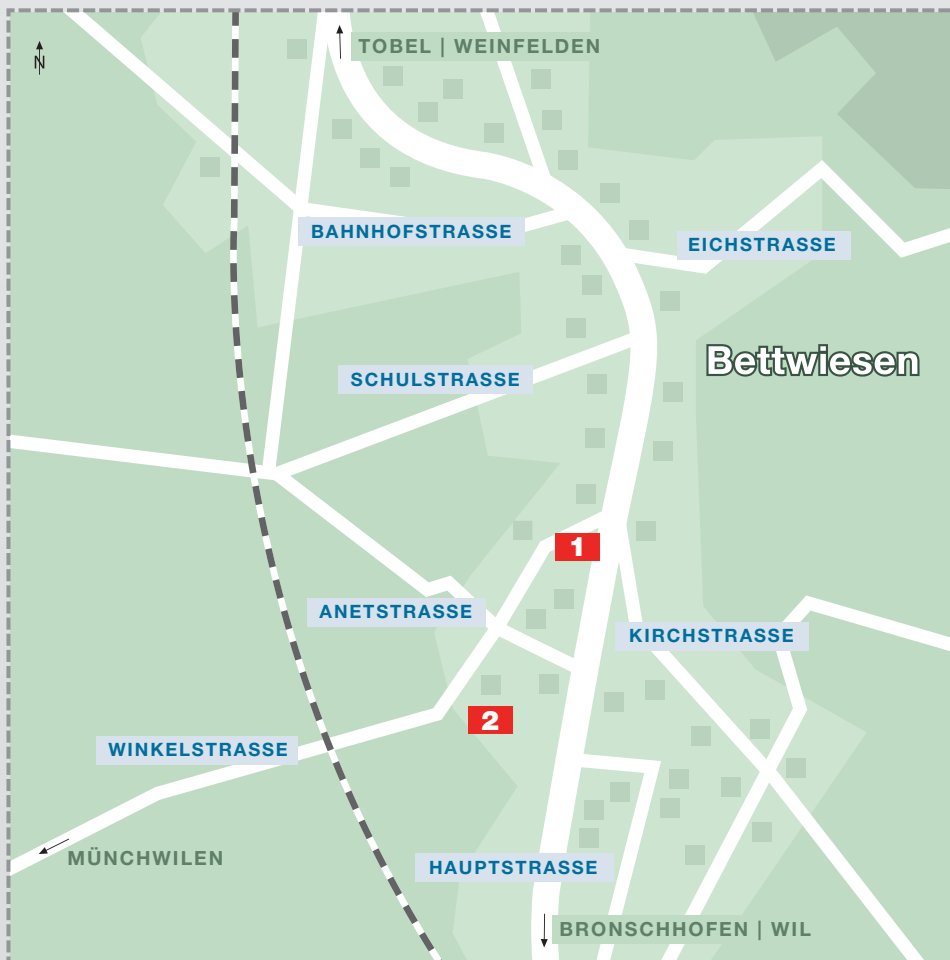 N
TOBEL | WEINFELDEN
BAHNHOFSTRASSE
EICHSTRASSE
Bettwiesen
SCHULSTRASSE
1
ANETSTRASSE
KIRCHSTRASSE
2
WINKELSTRASSE
MÜNCHWILEN
HAUPTSTRASSE
BRONSCHHOFEN | WIL